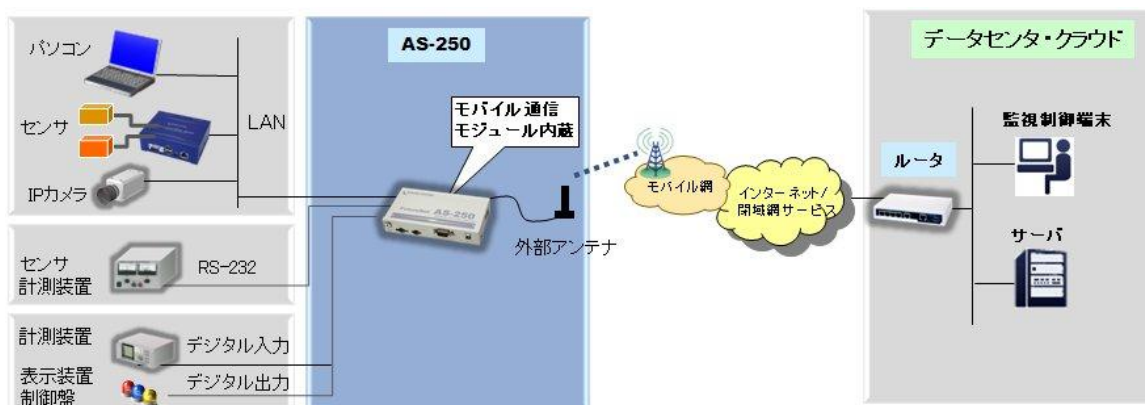 パソコン
センサ
IPカメラ
LAN
センサ
計測装置
RS-232
計測装置
デジタル入力
表示装置
制御盤
デジタル出力
AS-250
モバイル通信
モジュール内蔵
AS-250
外部アンテナ
モバイル網
インターネット/
閉域網サービス
データセンタ・クラウド
ルータ
監視制御端末
サーバ